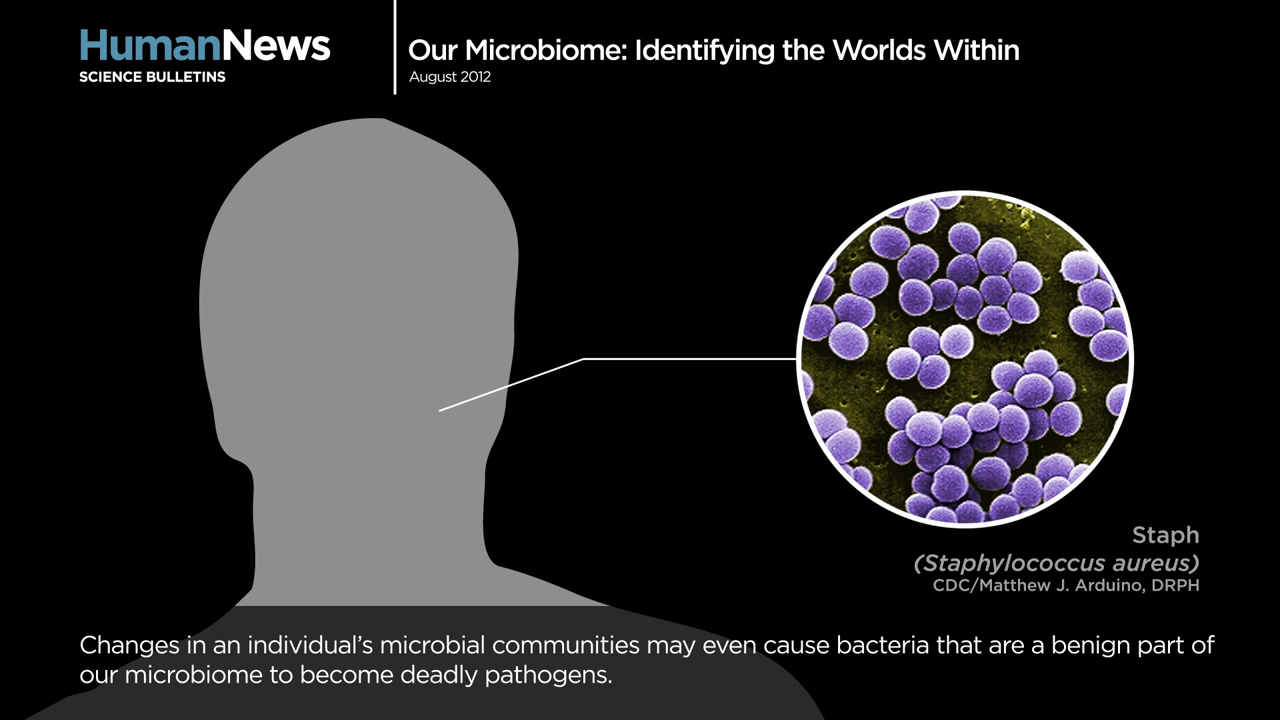 HumanNews
SCIENCE BULLETINS
Our Microbiome: Identifying the Worlds Within
August 2012
Staph
(Staphylococcus aureus)
CDC/Matthew J. Arduino, DRPH
Changes in an individual’s microbial communities may even cause bacteria that are a benign part of
our microbiome to become deadly pathogens.